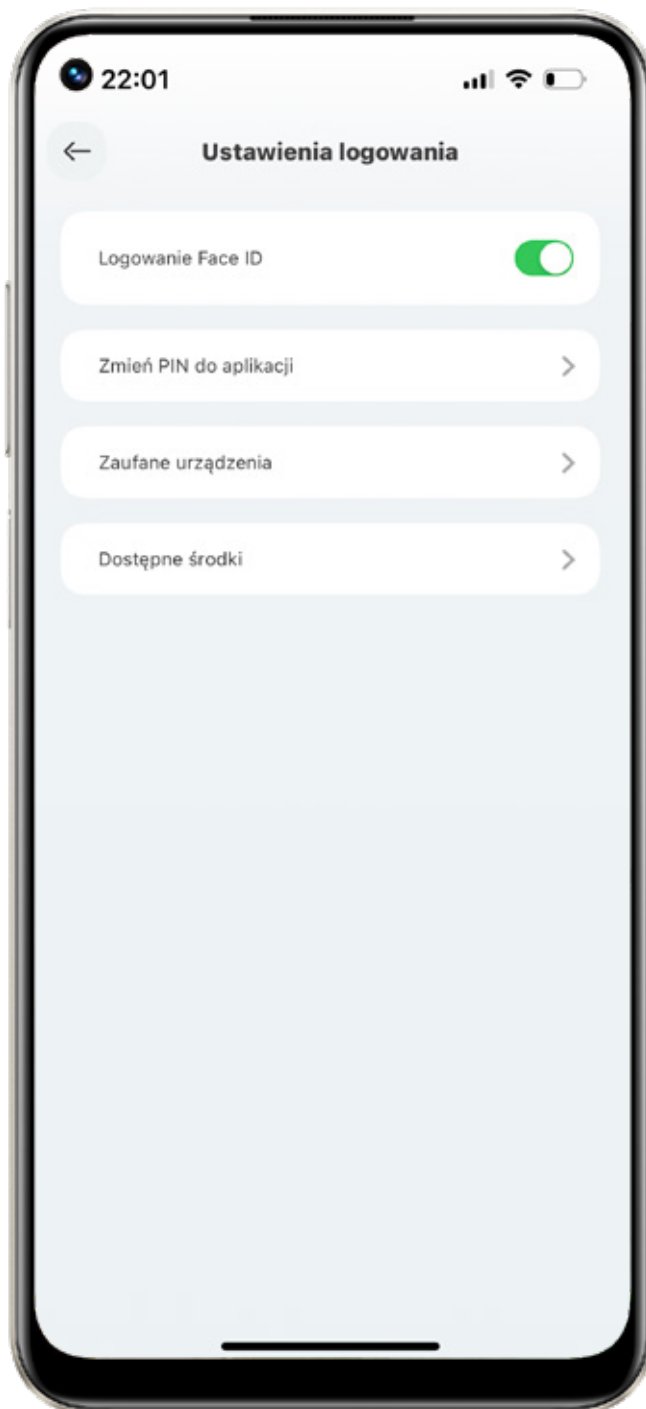 22:01
Ustawienia logowania
Logowanie Face ID
Zmień PIN do aplikacji
Zaufane urządzenia
Dostępne środki